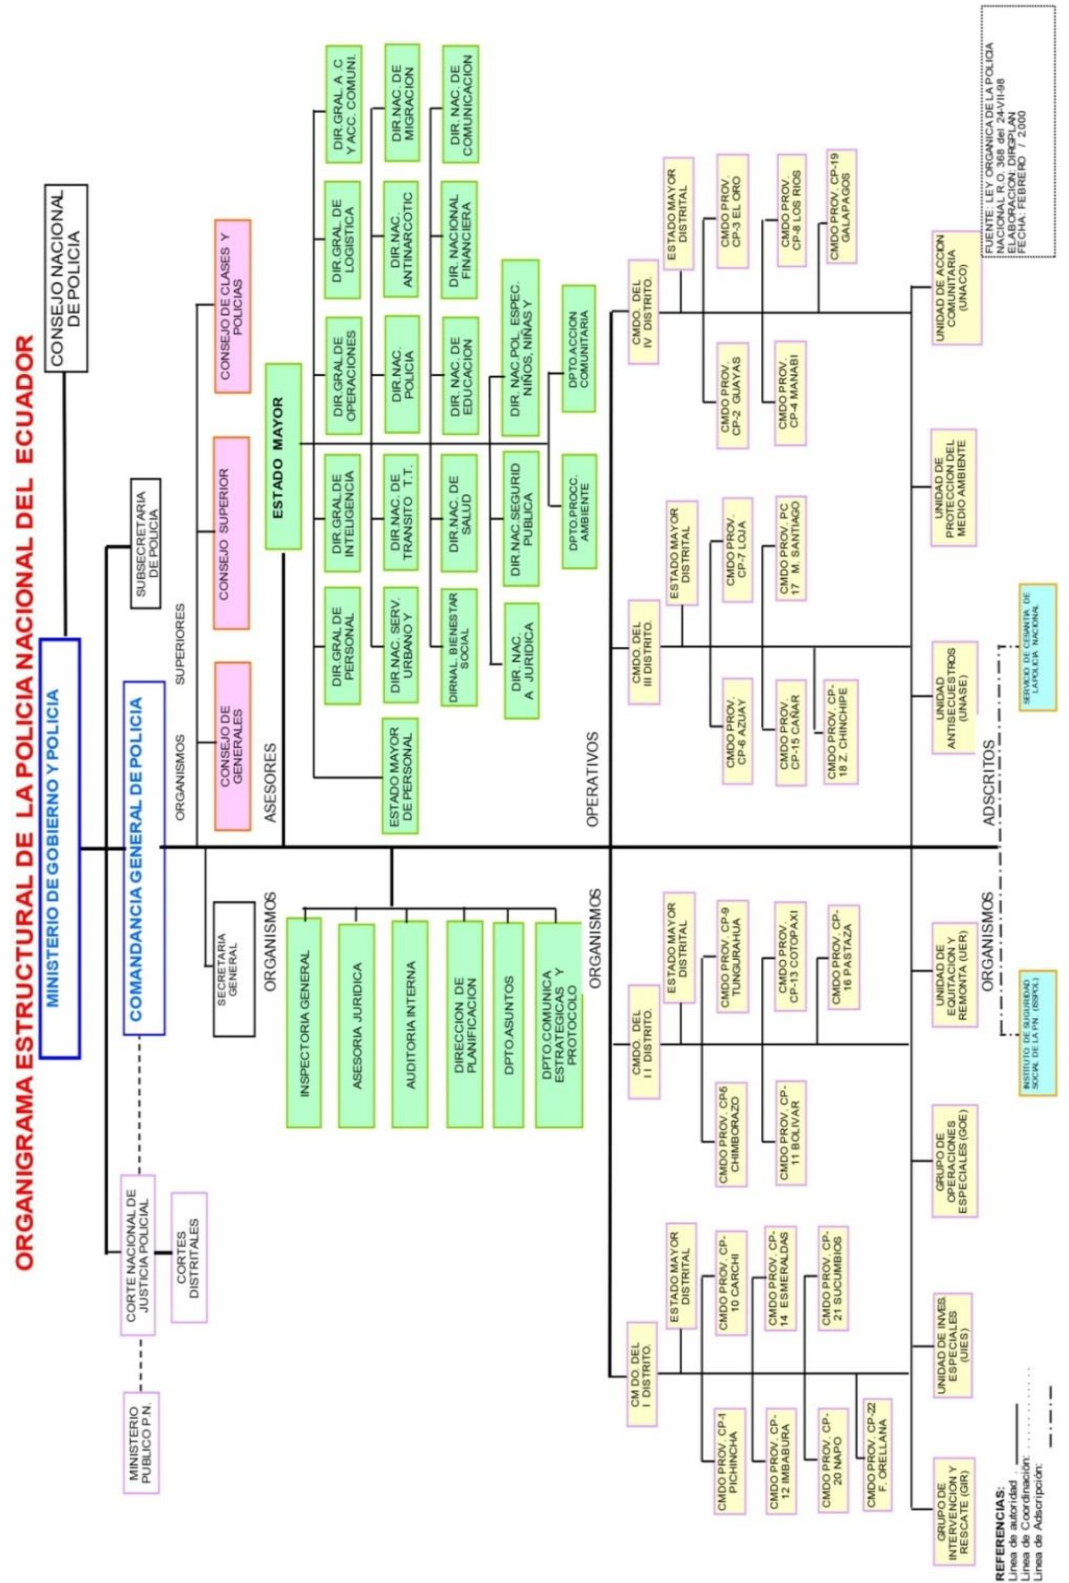 ORGANIGRAMA ESTRUCTURAL DE LA POLICIA NACIONAL DEL ECUADOR
MINISTERIO DE GOBIERNO Y POLICIA
CONSEJO NACIONAL
DE POLICIA
SUBSECRETARIA
DE POLICIA
COMANDANCIA GENERAL DE POLICIA
CORTE NACIONAL DE
JUSTICIA POLICIAL
CORTES
DISTRITALES
MINISTERIO
PUBLICO P.N.
ORGANISMOS SUPERIORES
SECRETARIA
GENERAL
CONSEJO DE
GENERALES
CONSEJO SUPERIOR
CONSEJO DE CLASES Y
POLICIAS
ORGANISMOS ASESORES
INSPECTORIA GENERAL
ASESORIA JURIDICA
AUDITORIA INTERNA
DIRECCION DE
PLANIFICACION
DPTO.ASUNTOS
DPTO.COMUNICA
ESTRATEGICAS Y
PROTOCOLO
ESTADO MAYOR
ESTADO MAYOR
DE PERSONAL
DIR.GRAL DE
PERSONAL
DIR.GRAL DE
INTELIGENCIA
DIR.GRAL DE
OPERACIONES
DIR.GRAL. DE
LOGISTICA
DIR.GRAL. A .C
Y ACC. COMUNI.
DIR.NAC. SERV.
URBANO Y
DIR.NAC. DE
TRANSITO T.T.
DIR.NAC.
POLICIA
DIR.NAC.
ANTINARCOTIC
DIR.NAC. DE
MIGRACION
DIRNAL. BIENESTAR
SOCIAL
DIR.NAC. DE
SALUD
DIR. NAC. DE
EDUCACION
DIR. NACIONAL
FINANCIERA
DIR. NAC. DE
COMUNICACION
DIR. NAC.
A JURIDICA
DIR.NAC.SEGURID
PUBLICA
DIR. NAC.POL. ESPEC.
NIÑOS, NIÑAS Y
DPTO.PROCC.
AMBIENTE
DPTO.ACCION
COMUNITARIA
ORGANISMOS OPERATIVOS
CM DO. DEL
I DISTRITO.
ESTADO MAYOR
DISTRITAL
CMDO PROV. CP-1
PICHINCHA
CMDO PROV. CP-
10 CARCHI
CMDO PROV. CP-
12 IMBABURA
CMDO PROV. CP-
14 ESMERALDAS
CMDO PROV. CP-
20 NAPO
CMDO PROV. CP-
21 SUCUMBIOS
CMDO PROV. CP-22
F. ORELLANA
CMDO. DEL
I I DISTRITO.
ESTADO MAYOR
DISTRITAL
CMDO PROV. CP5
CHIMBORAZO
CMDO PROV. CP-9
TUNGURAHUA
CMDO PROV. CP-
11 BOLIVAR
CMDO PROV.
CP-13 COTOPAXI
CMDO PROV. CP-
16 PASTAZA
CMDO. DEL
III DISTRITO.
ESTADO MAYOR
DISTRITAL
CMDO PROV.
CP-6 AZUAY
CMDO PROV.
CP-7 LOJA
CMDO PROV.
CP-15 CAÑAR
CMDO PROV. PC
17 M. SANTIAGO
CMDO PROV. CP-
18 Z. CHINCHIPE
CMDO. DEL
IV DISTRITO.
ESTADO MAYOR
DISTRITAL
CMDO PROV.
CP-2 GUAYAS
CMDO PROV.
CP-3 EL ORO
CMDO PROV.
CP-4 MANABI
CMDO PROV.
CP-8 LOS RIOS
CMDO PROV. CP-19
GALAPAGOS
GRUPO DE
INTERVENCION Y
RESCATE (GIR)
UNIDAD DE INVES.
ESPECIALES
(UIES)
GRUPO DE
OPERACIONES
ESPECIALES (GOE)
UNIDAD DE
EQUITACION Y
REMONTA (UER)
UNIDAD
ANTISECUESTROS
(UNASE)
UNIDAD DE
PROTECCION DEL
MEDIO AMBIENTE
UNIDAD DE ACCION
COMUNITARIA
(UNACO)
ORGANISMOS ADSCRITOS
INSTITUTO DE SUGURIDAD
SOCIAL DE LA P.N. (ISSPOL)
SERVICIO DE CESANTIA DE
LA POLICIA NACIONAL
REFERENCIAS:
Linea de autoridad
Linea de Coordinación:
Linea de Adscripción:
FUENTE: LEY ORGANICA DE LA POLICIA
NACIONAL R.O. 368 del 24-VII-98
ELABORACION: DIRGPLAN
FECHA: FEBRERO / 2.000